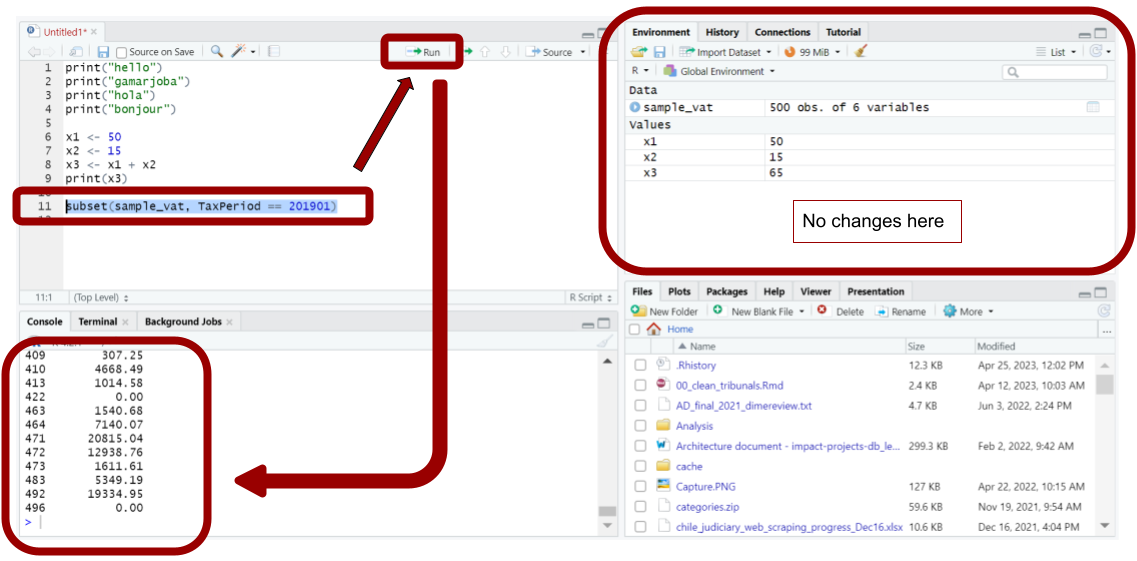 Untitled1* ×
Source on Save
Run
Source
1 print("hello")
2 print("gamarjoba")
3 print("hola")
4 print("bonjour")
5
6 x1 <- 50
7 x2 <- 15
8 x3 <- x1 + x2
9 print(x3)
11 subset(sample_vat, TaxPeriod == 201901)
11:1 (Top Level) R Script
Console Terminal × Background Jobs ×
409 307.25
410 4668.49
413 1014.58
422 0.00
463 1540.68
464 7140.07
471 20815.04
472 12938.76
473 1611.61
483 5349.19
492 19334.95
496 0.00
>
Environment History Connections Tutorial
Import Dataset 99 MiB List
R Global Environment
Data
sample_vat 500 obs. of 6 variables
Values
x1 50
x2 15
x3 65
No changes here
Files Plots Packages Help Viewer Presentation
New Folder New Blank File Delete Rename More
Home ...
Name Size Modified
.Rhistory 12.3 KB Apr 25, 2023, 12:02 PM
00_clean_tribunals.Rmd 2.4 KB Apr 12, 2023, 10:03 AM
AD_final_2021_dimereview.txt 4.7 KB Jun 3, 2022, 2:24 PM
Analysis
Architecture document - impact-projects-db_le... 299.3 KB Feb 2, 2022, 9:42 AM
cache
Capture.PNG 127 KB Apr 22, 2022, 10:15 AM
categories.zip 59.6 KB Nov 19, 2021, 9:54 AM
chile_judiciary_web_scraping_progress_Dec16.xlsx 10.6 KB Dec 16, 2021, 4:04 PM